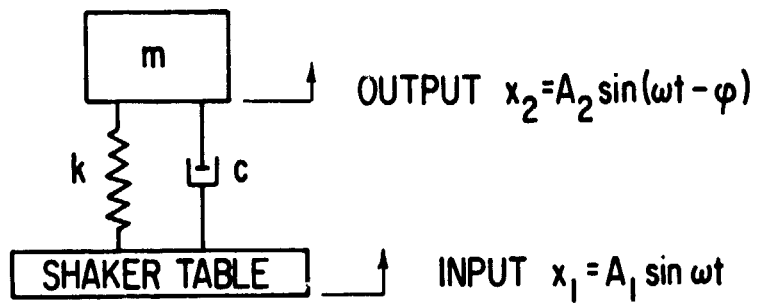 m
OUTPUT x₂=A₂ sin(ωt-φ)
k
c
SHAKER TABLE
INPUT x₁=A₁ sin ωt